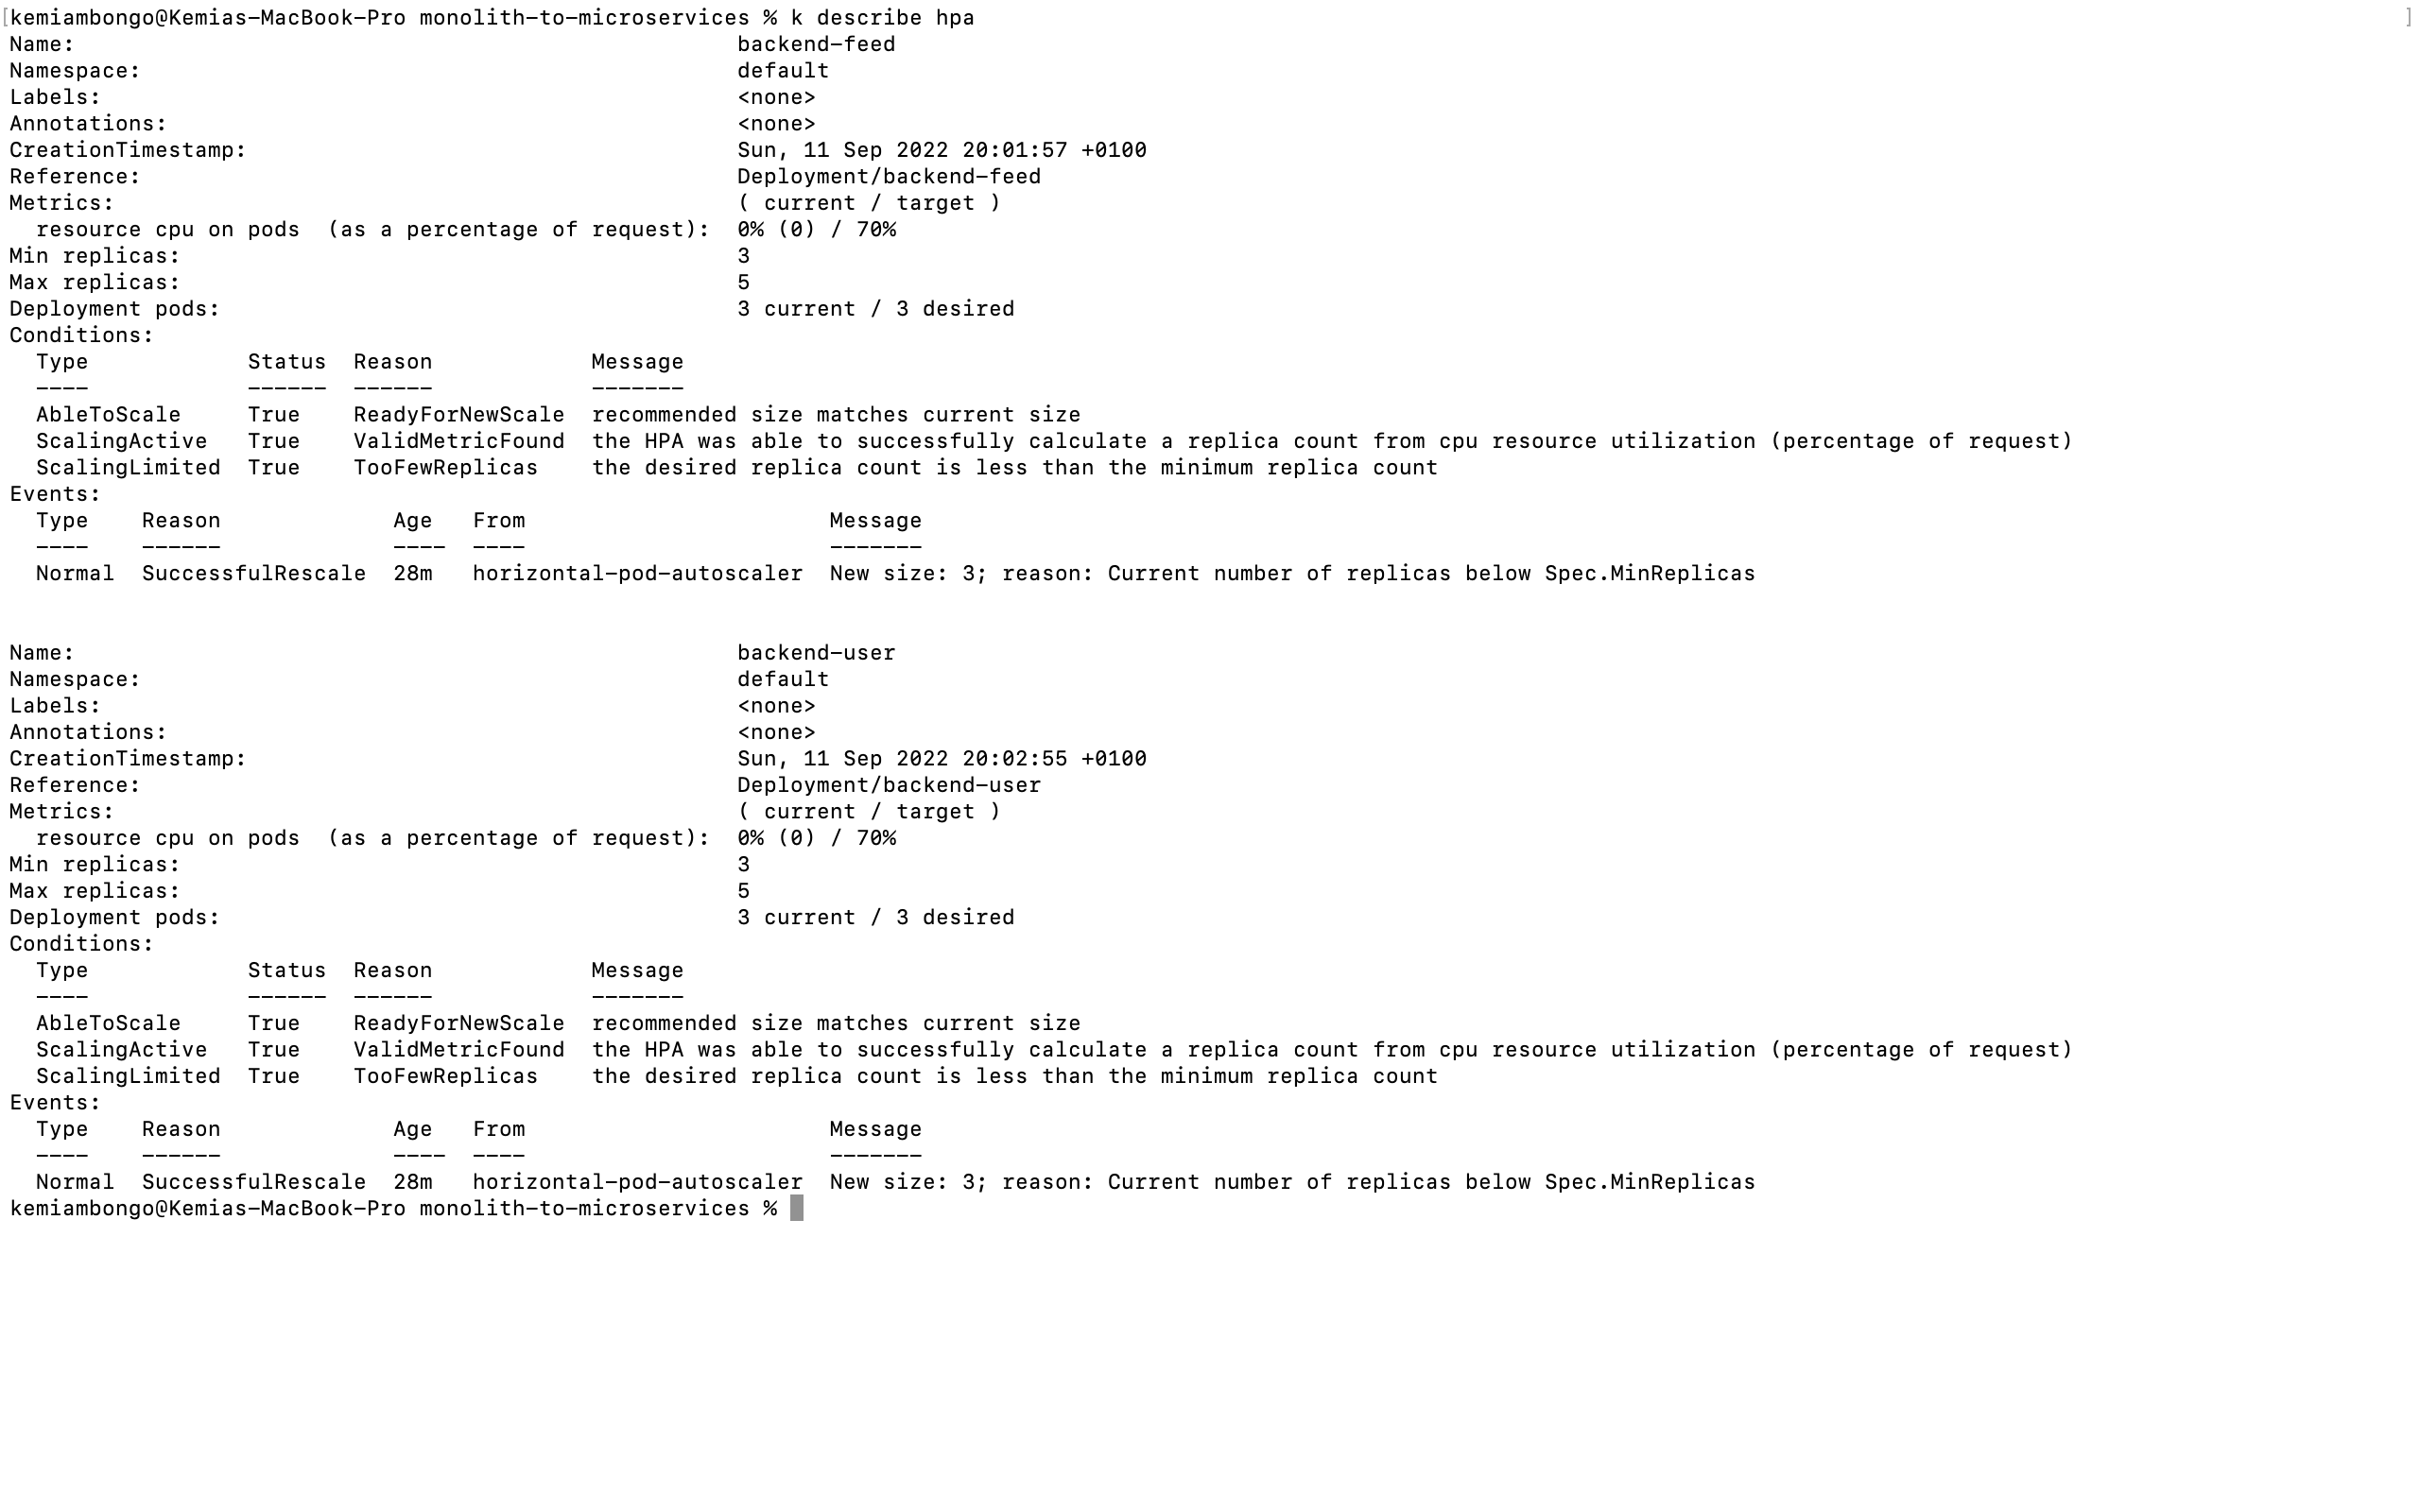 [kemiambongo@Kemias-MacBook-Pro monolith-to-microservices % k describe hpa ]
Name: backend-feed
Namespace: default
Labels: <none>
Annotations: <none>
CreationTimestamp: Sun, 11 Sep 2022 20:01:57 +0100
Reference: Deployment/backend-feed
Metrics: ( current / target )
  resource cpu on pods  (as a percentage of request):  0% (0) / 70%
Min replicas: 3
Max replicas: 5
Deployment pods: 3 current / 3 desired
Conditions:
  Type            Status  Reason            Message
  ----            ------  ------            -------
  AbleToScale     True    ReadyForNewScale  recommended size matches current size
  ScalingActive   True    ValidMetricFound  the HPA was able to successfully calculate a replica count from cpu resource utilization (percentage of request)
  ScalingLimited  True    TooFewReplicas    the desired replica count is less than the minimum replica count
Events:
  Type    Reason             Age   From                       Message
  ----    ------             ----  ----                       -------
  Normal  SuccessfulRescale  28m   horizontal-pod-autoscaler  New size: 3; reason: Current number of replicas below Spec.MinReplicas
Name: backend-user
Namespace: default
Labels: <none>
Annotations: <none>
CreationTimestamp: Sun, 11 Sep 2022 20:02:55 +0100
Reference: Deployment/backend-user
Metrics: ( current / target )
  resource cpu on pods  (as a percentage of request):  0% (0) / 70%
Min replicas: 3
Max replicas: 5
Deployment pods: 3 current / 3 desired
Conditions:
  Type            Status  Reason            Message
  ----            ------  ------            -------
  AbleToScale     True    ReadyForNewScale  recommended size matches current size
  ScalingActive   True    ValidMetricFound  the HPA was able to successfully calculate a replica count from cpu resource utilization (percentage of request)
  ScalingLimited  True    TooFewReplicas    the desired replica count is less than the minimum replica count
Events:
  Type    Reason             Age   From                       Message
  ----    ------             ----  ----                       -------
  Normal  SuccessfulRescale  28m   horizontal-pod-autoscaler  New size: 3; reason: Current number of replicas below Spec.MinReplicas
kemiambongo@Kemias-MacBook-Pro monolith-to-microservices %